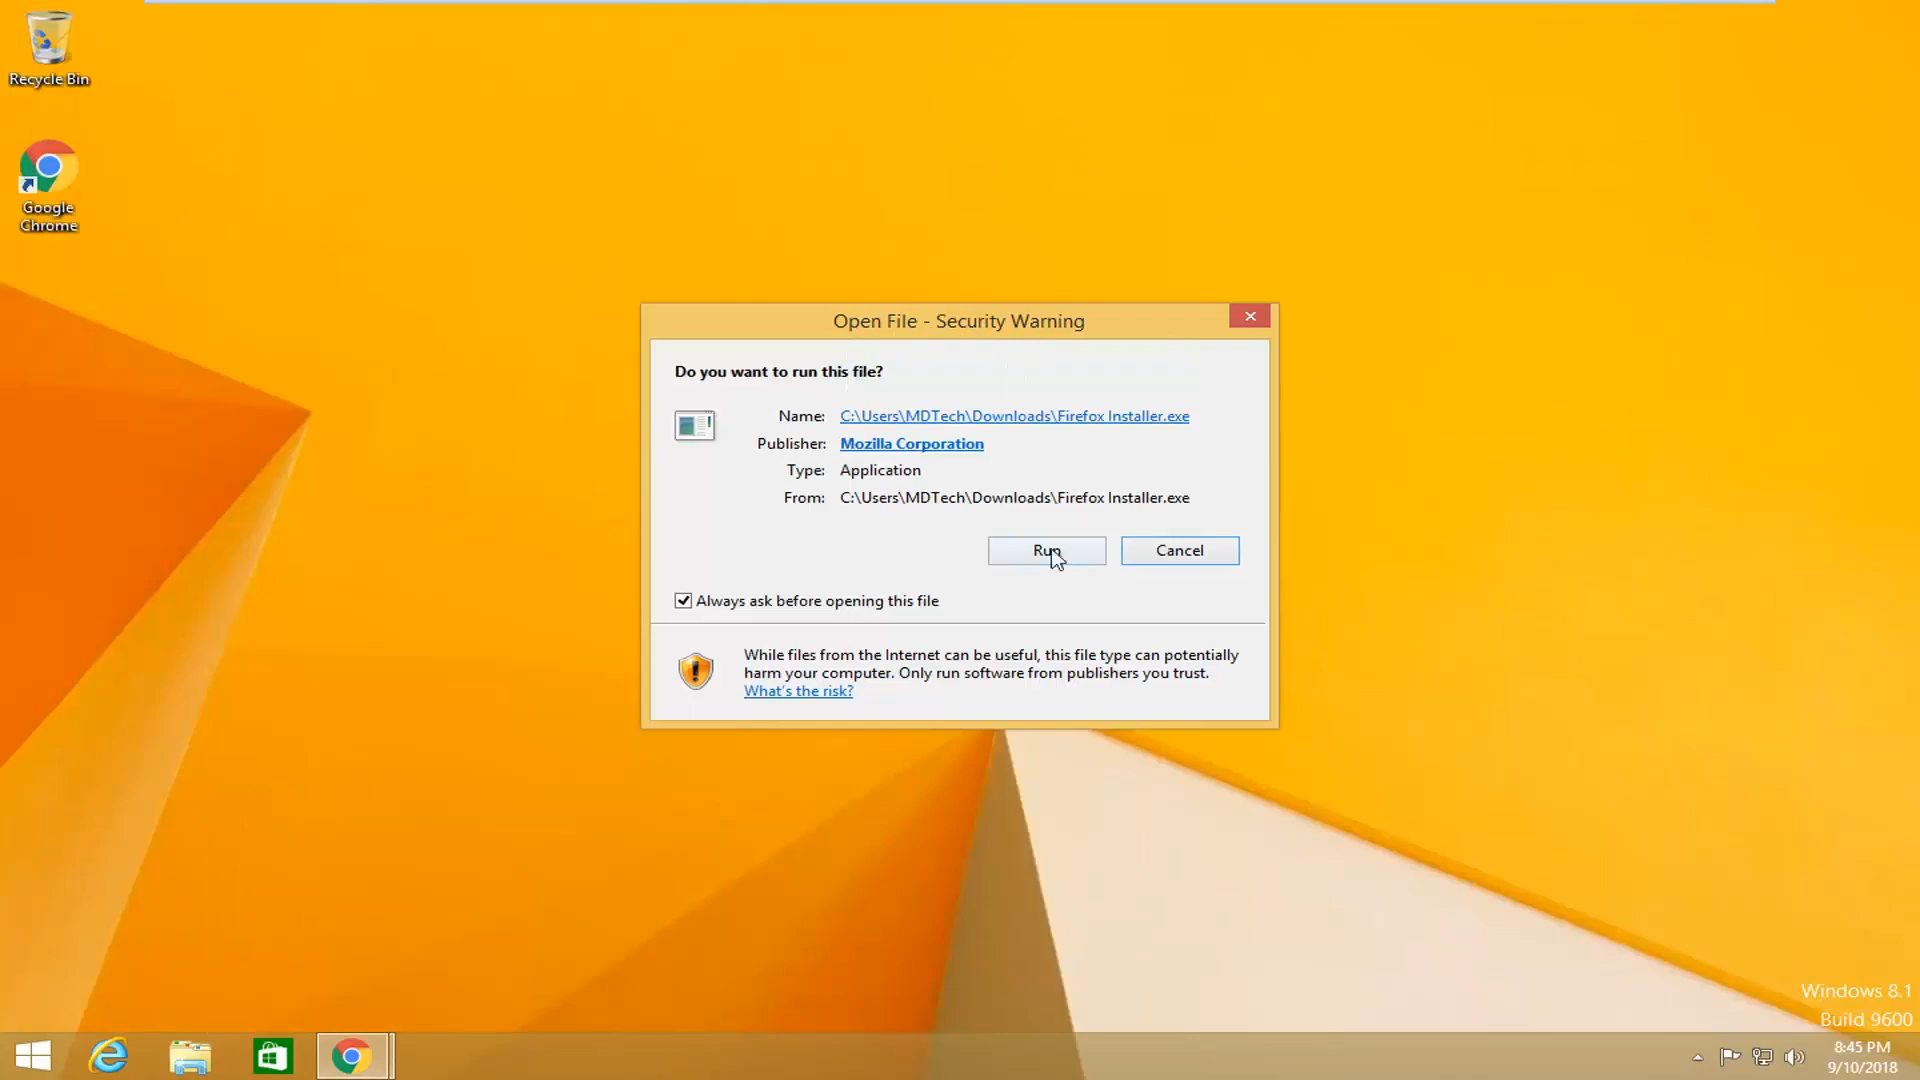 Recycle Bin
Google
Chrome
Open File - Security Warning
Do you want to run this file?
Name: C:\Users\MDTech\Downloads\Firefox Installer.exe
Publisher: Mozilla Corporation
Type: Application
From: C:\Users\MDTech\Downloads\Firefox Installer.exe
Run Cancel
Always ask before opening this file
While files from the Internet can be useful, this file type can potentially
harm your computer. Only run software from publishers you trust.
What's the risk?
Windows 8.1
Build 9600
8:45 PM
9/10/2018